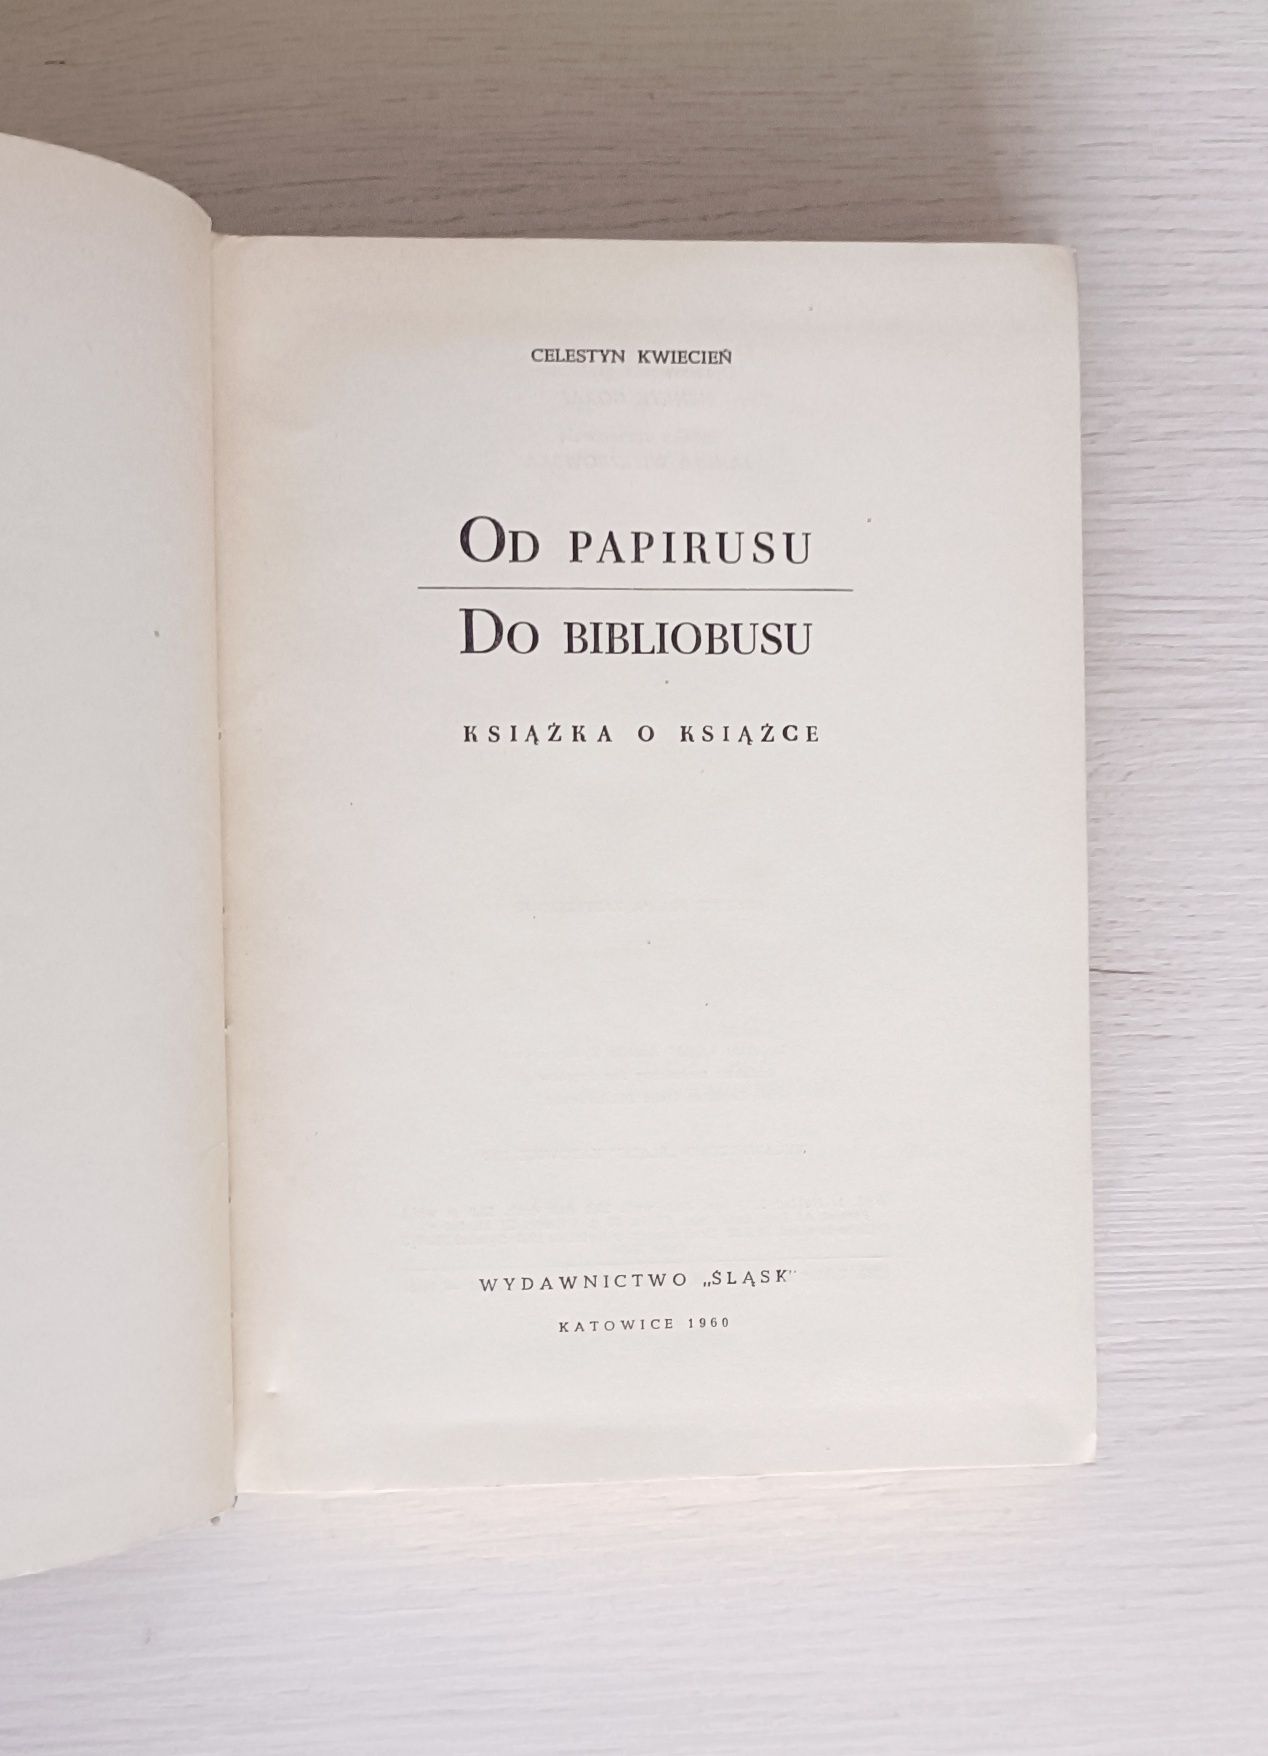 CELESTYN KWIECIEŃ
OD PAPIRUSU
DO BIBLIOBUSU
KSIĄŻKA O KSIĄŻCE
WYDAWNICTWO „ŚLĄSK"
KATOWICE 1960